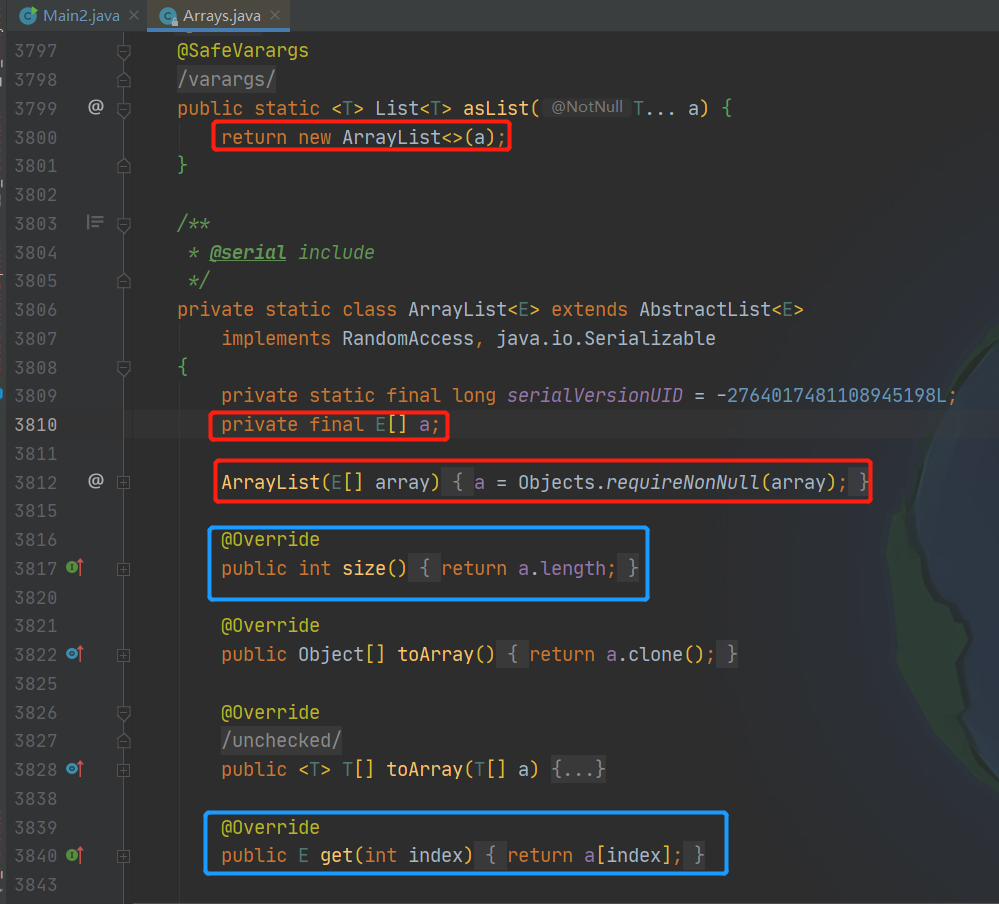 Main2.java
Arrays.java
3797 @SafeVarargs
3798 /varargs/
3799 @ public static <T> List<T> asList( @NotNull T... a) {
3800 return new ArrayList<>(a);
3801 }
3802
3803 /**
3804 * @serial include
3805 */
3806 private static class ArrayList<E> extends AbstractList<E>
3807 implements RandomAccess, java.io.Serializable
3808 {
3809 private static final long serialVersionUID = -2764017481108945198L;
3810 private final E[] a;
3811
3812 @ ArrayList(E[] array) { a = Objects.requireNonNull(array); }
3815
3816 @Override
3817 public int size() { return a.length; }
3820
3821 @Override
3822 public Object[] toArray() { return a.clone(); }
3825
3826 @Override
3827 /unchecked/
3828 public <T> T[] toArray(T[] a) {...}
3838
3839 @Override
3840 public E get(int index) { return a[index]; }
3843